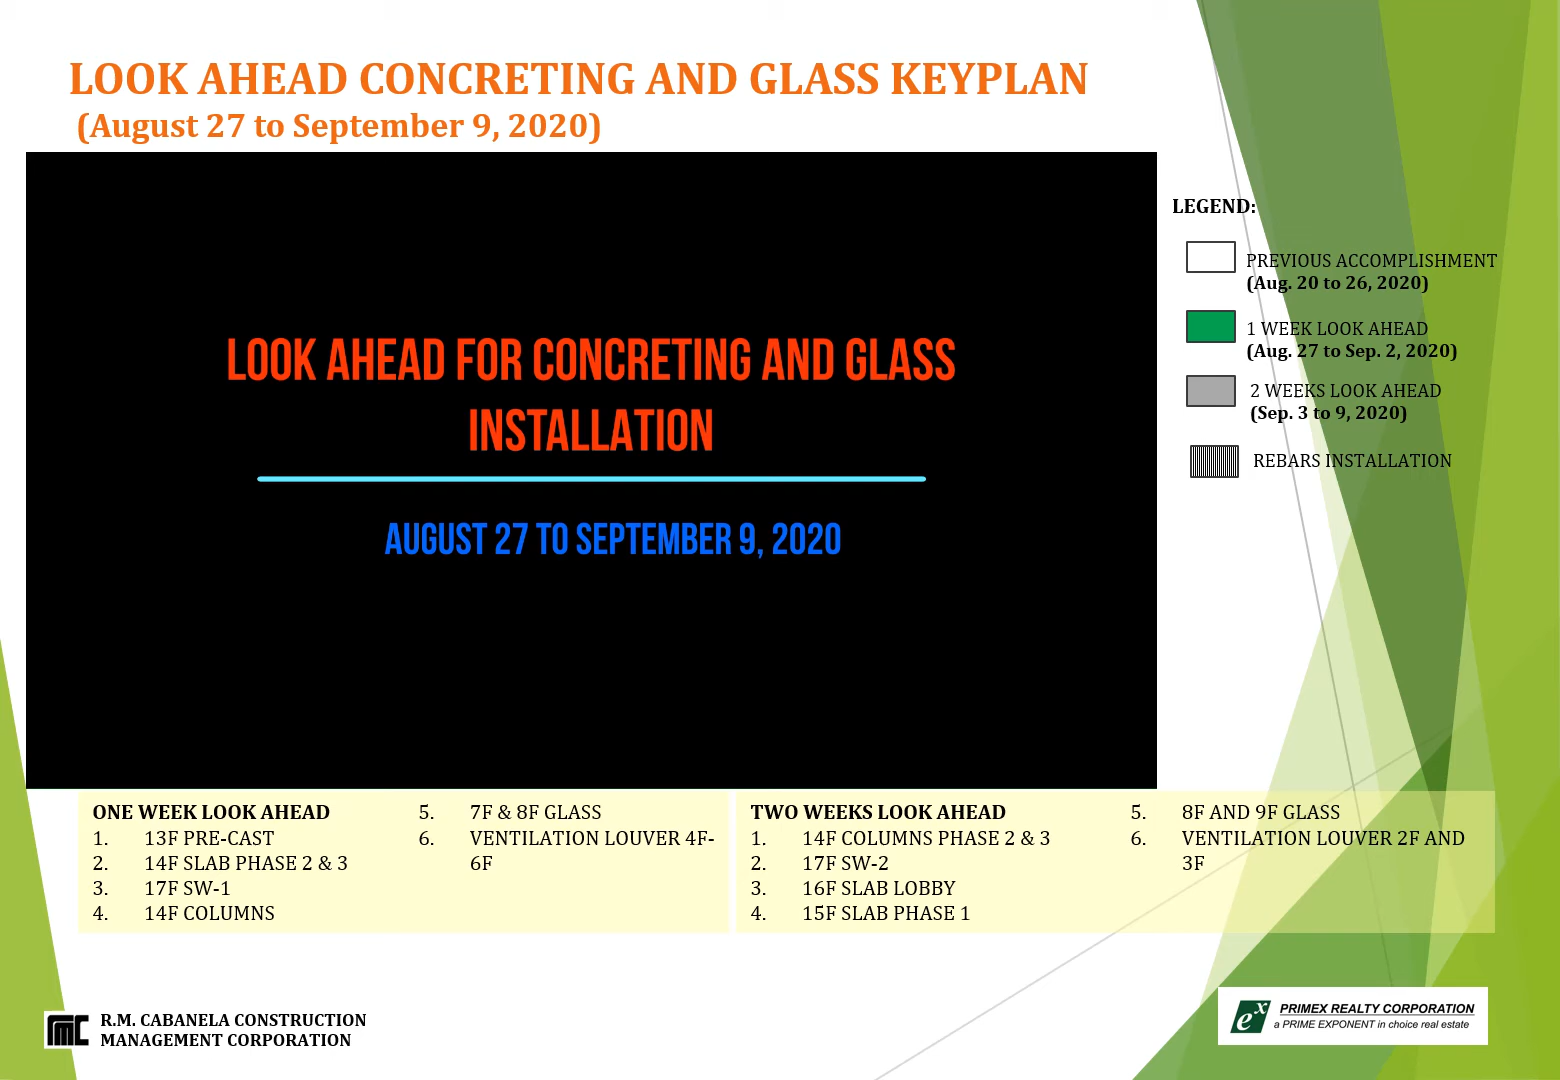 LOOK AHEAD CONCRETING AND GLASS KEYPLAN
(August 27 to September 9, 2020)
LOOK AHEAD FOR CONCRETING AND GLASS
INSTALLATION
AUGUST 27 TO SEPTEMBER 9, 2020
LEGEND:
PREVIOUS ACCOMPLISHMENT
(Aug. 20 to 26, 2020)
1 WEEK LOOK AHEAD
(Aug. 27 to Sep. 2, 2020)
2 WEEKS LOOK AHEAD
(Sep. 3 to 9, 2020)
REBARS INSTALLATION
ONE WEEK LOOK AHEAD
1. 13F PRE-CAST
2. 14F SLAB PHASE 2 & 3
3. 17F SW-1
4. 14F COLUMNS
5. 7F & 8F GLASS
6. VENTILATION LOUVER 4F-
6F
TWO WEEKS LOOK AHEAD
1. 14F COLUMNS PHASE 2 & 3
2. 17F SW-2
3. 16F SLAB LOBBY
4. 15F SLAB PHASE 1
5. 8F AND 9F GLASS
6. VENTILATION LOUVER 2F AND
3F
R.M. CABANELA CONSTRUCTION
MANAGEMENT CORPORATION
ex PRIMEX REALTY CORPORATION
a PRIME EXPONENT in choice real estate